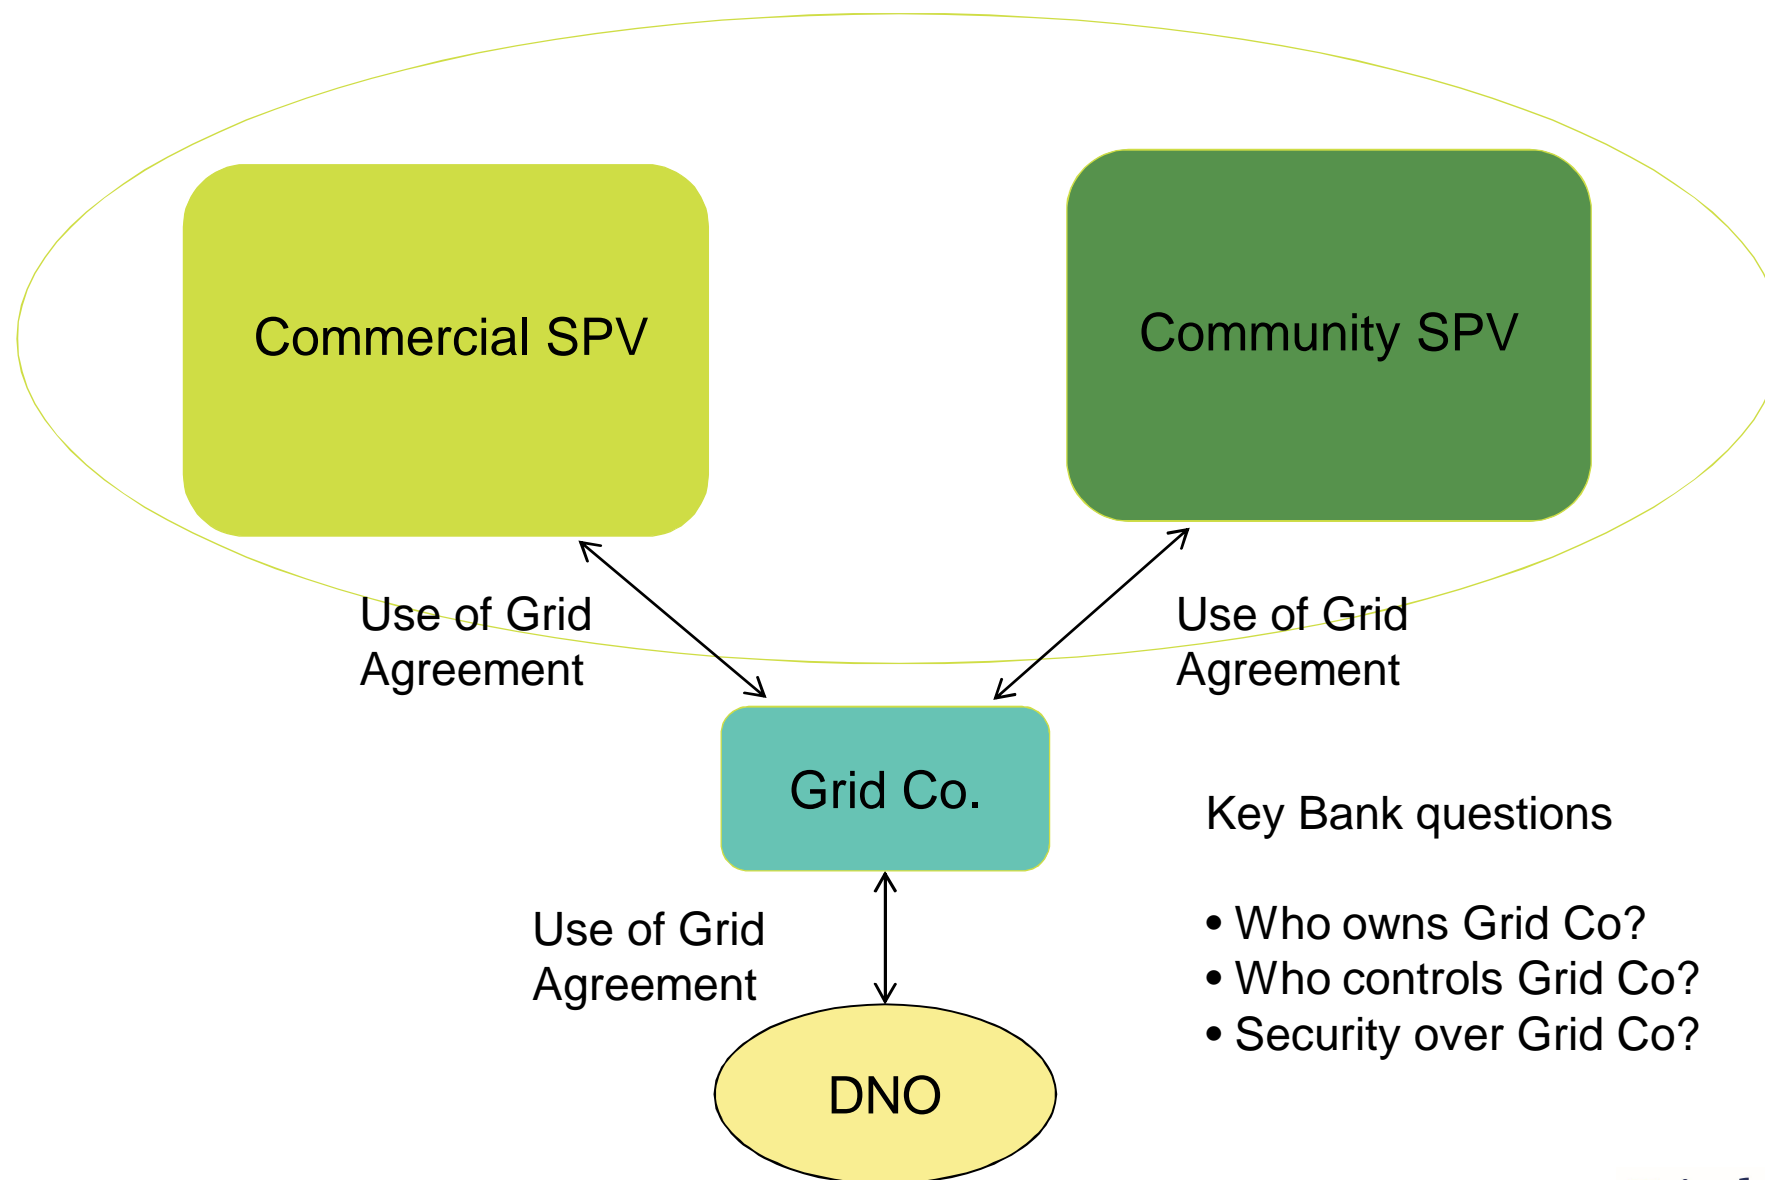 Commercial SPV
Community SPV
Use of Grid
Agreement
Use of Grid
Agreement
Grid Co.
Key Bank questions
Use of Grid
Agreement
• Who owns Grid Co?
• Who controls Grid Co?
• Security over Grid Co?
DNO